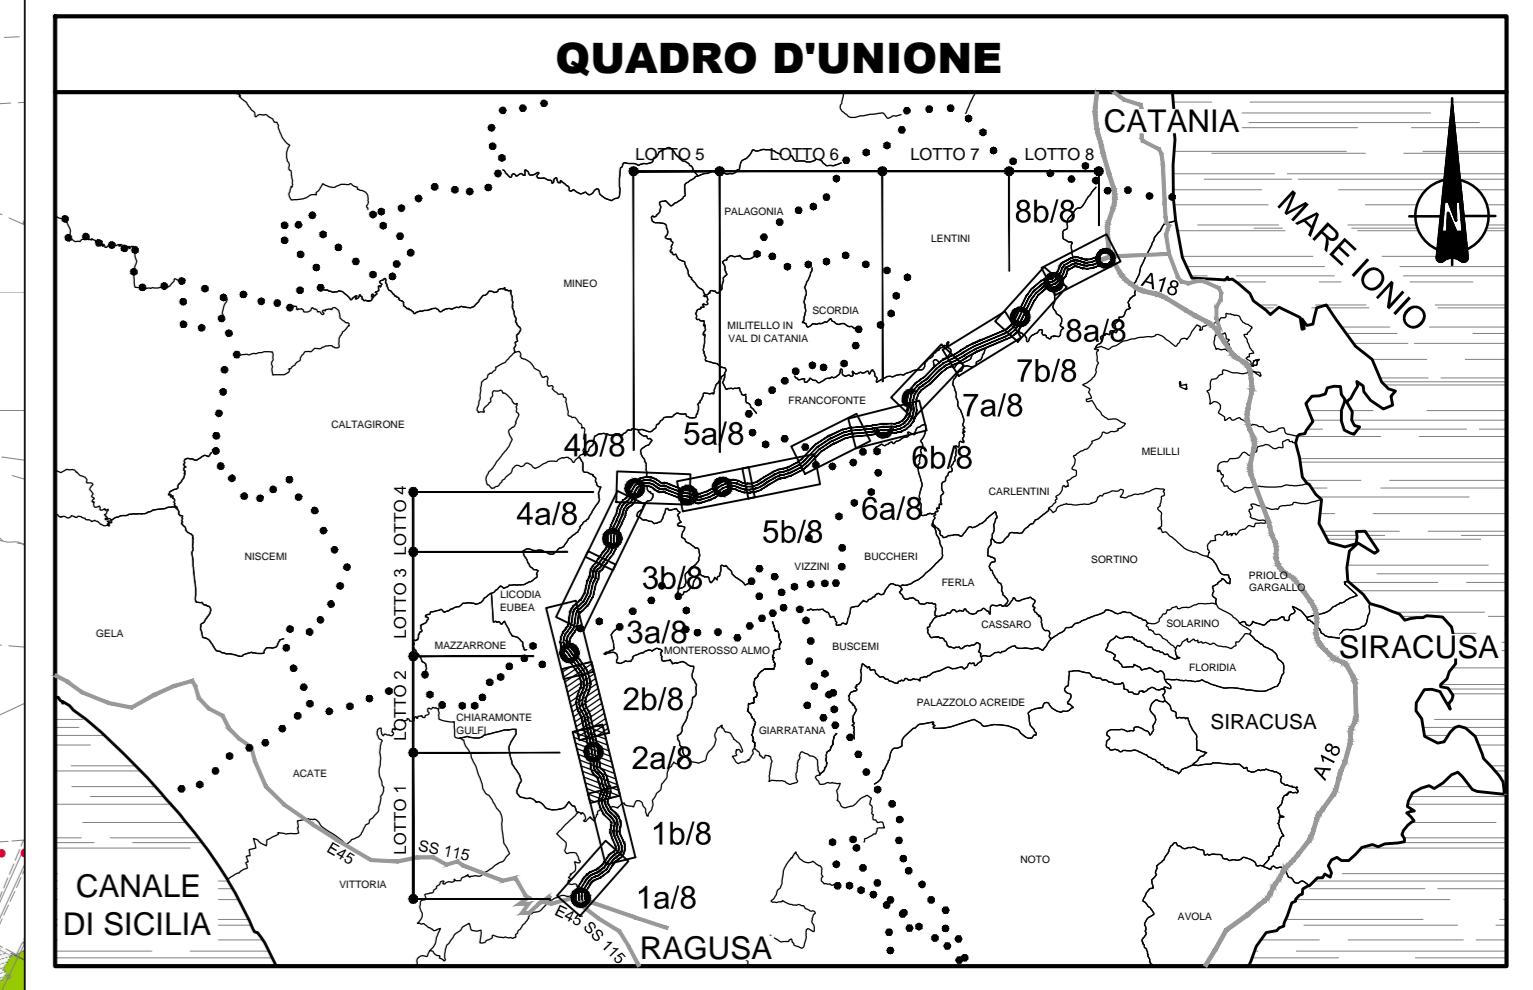 QUADRO D'UNIONE
CATANIA
LOTTO 5
LOTTO 6
LOTTO 7
LOTTO 8
PALAGONIA
8b/8
LENTINI
MARE IONIO
N
MINEO
A18
SCORDIA
MILITELLO IN
VAL DI CATANIA
8a/8
7b/8
FRANCOFONTE
7a/8
CALTAGIRONE
4b/8
5a/8
6b/8
MELILLI
CARLENTINI
LOTTO 4
4a/8
6a/8
5b/8
NISCEMI
VIZZINI
BUCCHERI
SORTINO
FERLA
PRIOLO
GARGALLO
3b/8
LOTTO 3
LICODIA
EUBEA
GELA
3a/8
CASSARO
SOLARINO
MAZZARRONE
MONTEROSSO ALMO
BUSCEMI
SIRACUSA
FLORIDIA
2b/8
LOTTO 2
PALAZZOLO ACREIDE
CHIARAMONTE
GULFI
GIARRATANA
SIRACUSA
2a/8
ACATE
A18
LOTTO 1
1b/8
E45
SS 115
NOTO
CANALE
DI SICILIA
VITTORIA
1a/8
E45 SS 115
AVOLA
RAGUSA